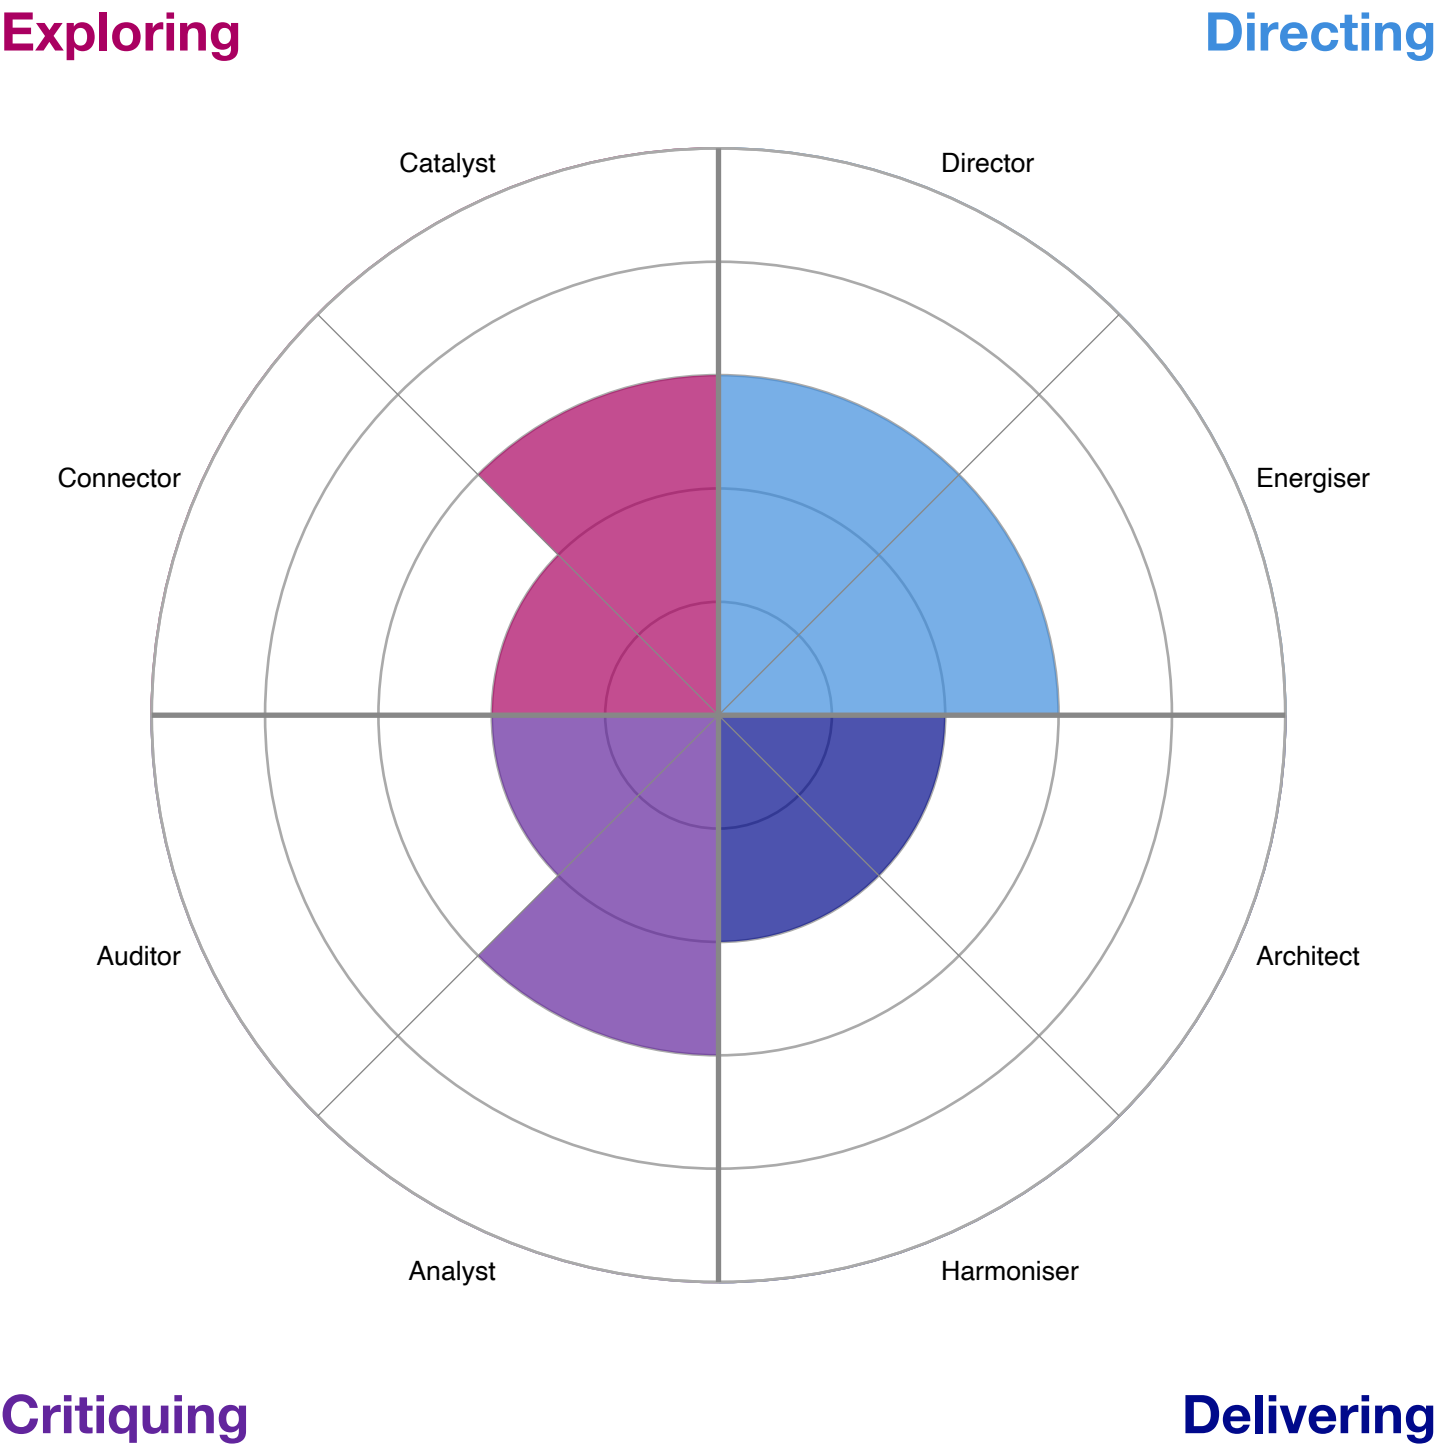 Exploring
Directing
Catalyst
Director
Connector
Energiser
Auditor
Architect
Analyst
Harmoniser
Critiquing
Delivering